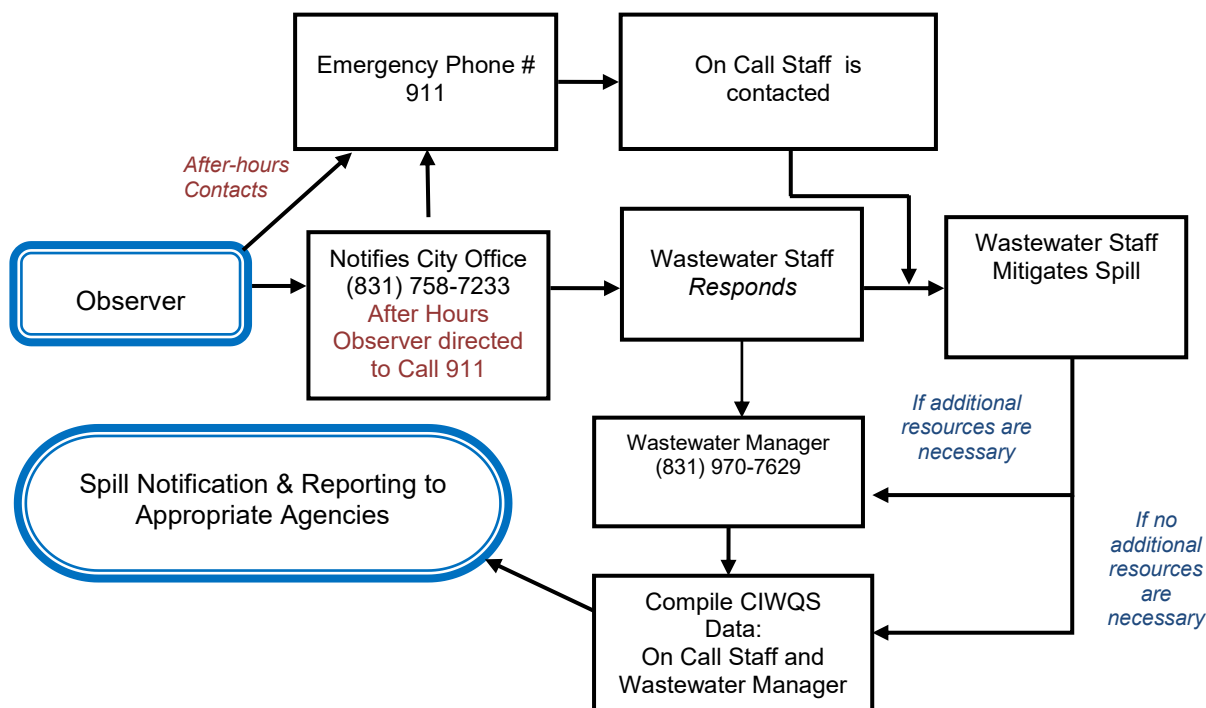 Emergency Phone #
911
On Call Staff is
contacted
After-hours
Contacts
Observer
Notifies City Office
(831) 758-7233
After Hours
Observer directed
to Call 911
Wastewater Staff
Responds
Wastewater Staff
Mitigates Spill
If additional
resources are
necessary
Wastewater Manager
(831) 970-7629
Spill Notification & Reporting to
Appropriate Agencies
If no
additional
resources
are
necessary
Compile CIWQS
Data:
On Call Staff and
Wastewater Manager